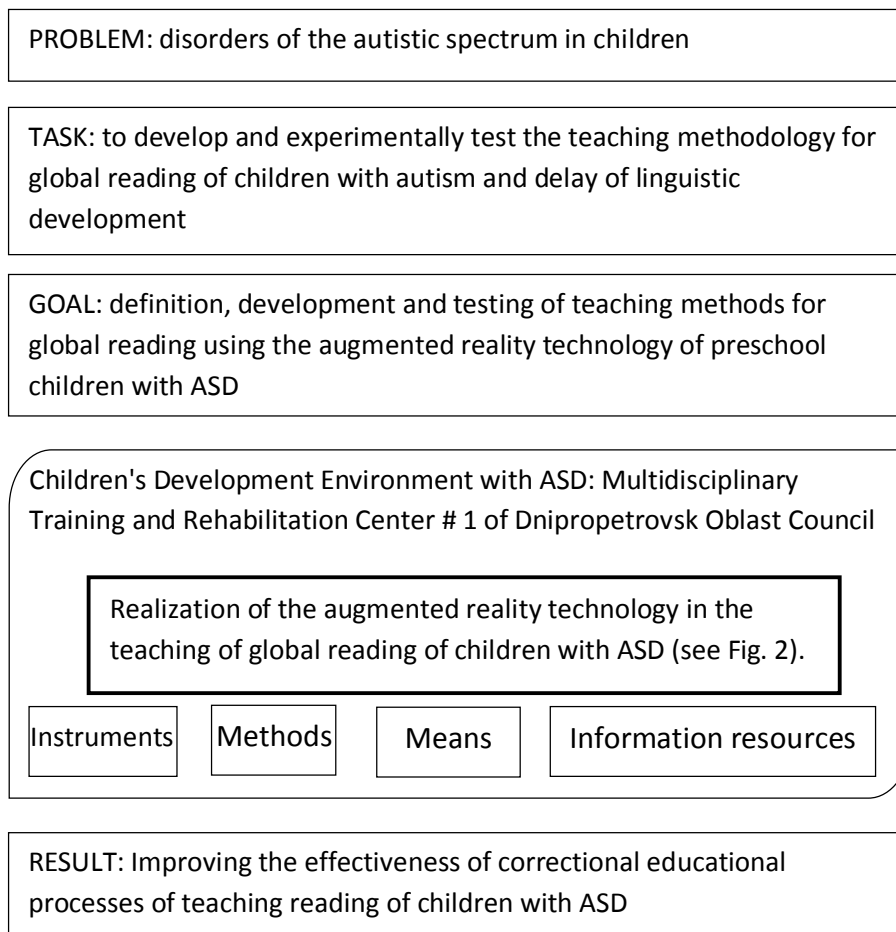 PROBLEM: disorders of the autistic spectrum in children
TASK: to develop and experimentally test the teaching methodology for
global reading of children with autism and delay of linguistic
development
GOAL: definition, development and testing of teaching methods for
global reading using the augmented reality technology of preschool
children with ASD
Children's Development Environment with ASD: Multidisciplinary
Training and Rehabilitation Center # 1 of Dnipropetrovsk Oblast Council
Realization of the augmented reality technology in the
teaching of global reading of children with ASD (see Fig. 2).
Instruments Methods Means Information resources
RESULT: Improving the effectiveness of correctional educational
processes of teaching reading of children with ASD